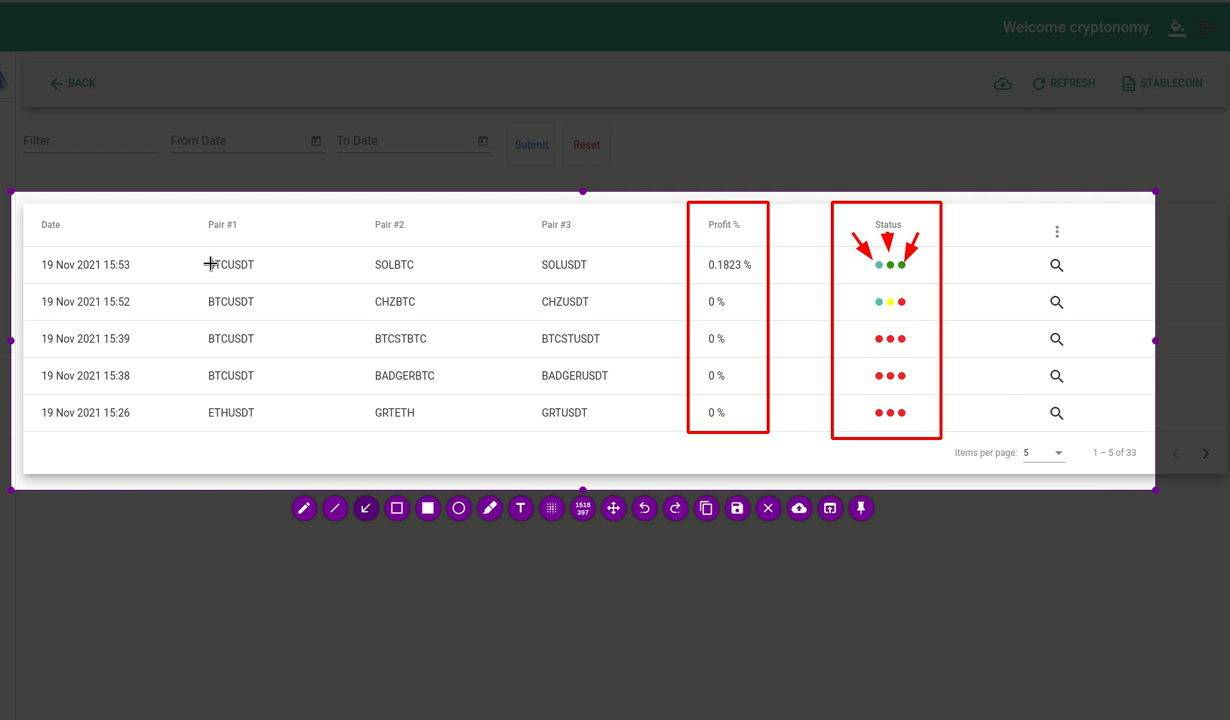 Welcome cryptonomy
BACK
REFRESH
STABLECOIN
Filter
From Date
To Date
Submit
Reset
Date Pair #1 Pair #2 Pair #3 Profit % Status
19 Nov 2021 15:53 BTCUSDT SOLBTC SOLUSDT 0.1823 %
19 Nov 2021 15:52 BTCUSDT CHZBTC CHZUSDT 0 %
19 Nov 2021 15:39 BTCUSDT BTCSTBTC BTCSTUSDT 0 %
19 Nov 2021 15:38 BTCUSDT BADGERBTC BADGERUSDT 0 %
19 Nov 2021 15:26 ETHUSDT GRTETH GRTUSDT 0 %
Items per page: 5 1 – 5 of 33
T
1518
397